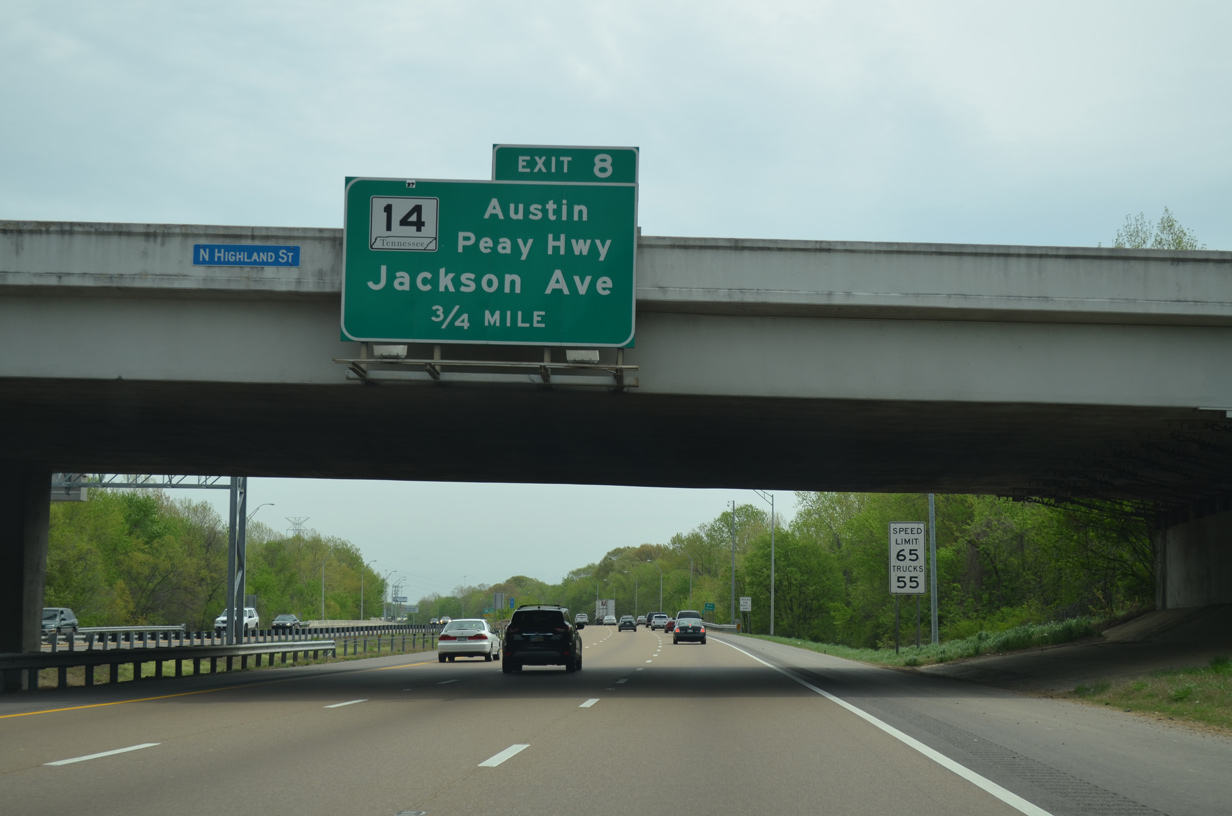 EXIT 8
14
Tennessee
Austin
Peay Hwy
Jackson Ave
3/4 MILE
N HIGHLAND ST
SPEED
LIMIT
65
TRUCKS
55